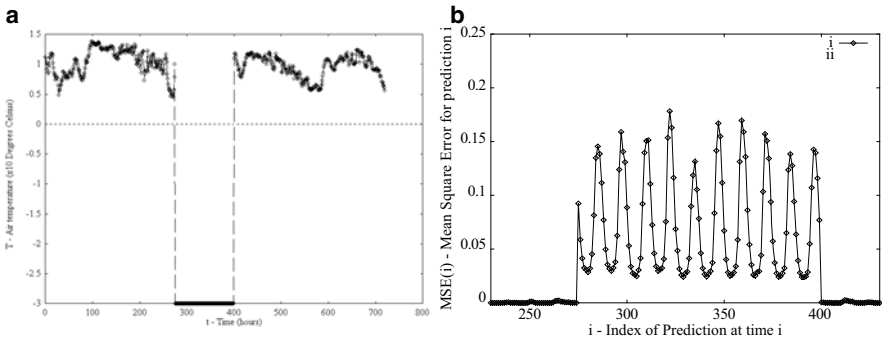 a
1.5
1
0.5
0
-0.5
-1
-1.5
-2
-2.5
-3
0 100 200 300 400 500 600 700 800
T - Air temperature (x10 Degrees Celsius)
t - Time (hours)
b
0.25
0.2
0.15
0.1
0.05
0
250 300 350 400
MSE(i) - Mean Square Error for prediction i
i - Index of Prediction at time i
i
ii